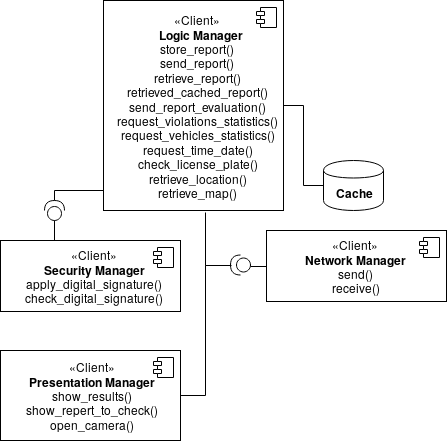 «Client»
Logic Manager
store_report()
send_report()
retrieve_report()
retrieved_cached_report()
send_report_evaluation()
request_violations_statistics()
request_vehicles_statistics()
request_time_date()
check_license_plate()
retrieve_location()
retrieve_map()
Cache
«Client»
Security Manager
apply_digital_signature()
check_digital_signature()
«Client»
Network Manager
send()
receive()
«Client»
Presentation Manager
show_results()
show_repert_to_check()
open_camera()